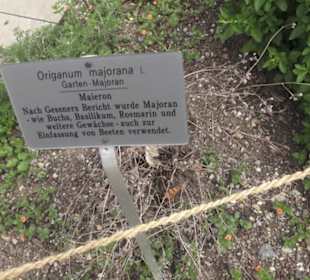 Origanum majorana L.
Garten-Majoran
Maieron
Nach Gessners Bericht wurde Majoran
- wie Buchs, Basilikum, Rosmarin und
weitere Gewächse - auch zur
Einfassung von Beeten verwendet.